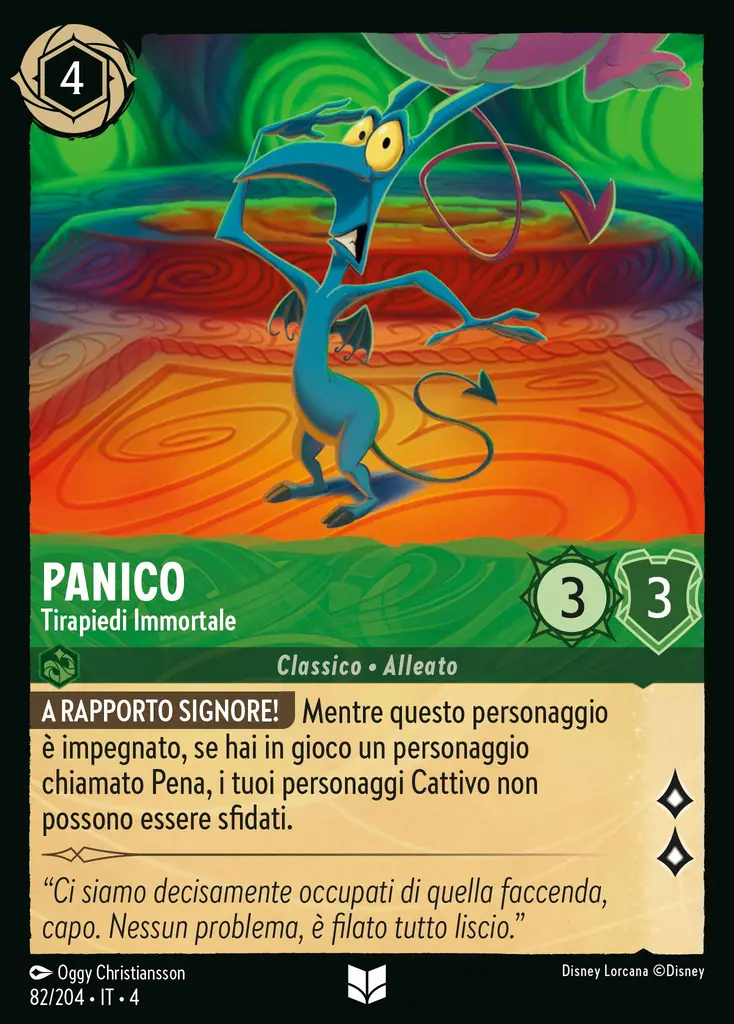 4
PANICO
Tirapiedi Immortale
3
3
Classico • Alleato
A RAPPORTO SIGNORE! Mentre questo personaggio
è impegnato, se hai in gioco un personaggio
chiamato Pena, i tuoi personaggi Cattivo non
possono essere sfidati.
“Ci siamo decisamente occupati di quella faccenda,
capo. Nessun problema, è filato tutto liscio.”
Oggy Christiansson
Disney Lorcana ©Disney
82/204 • IT • 4